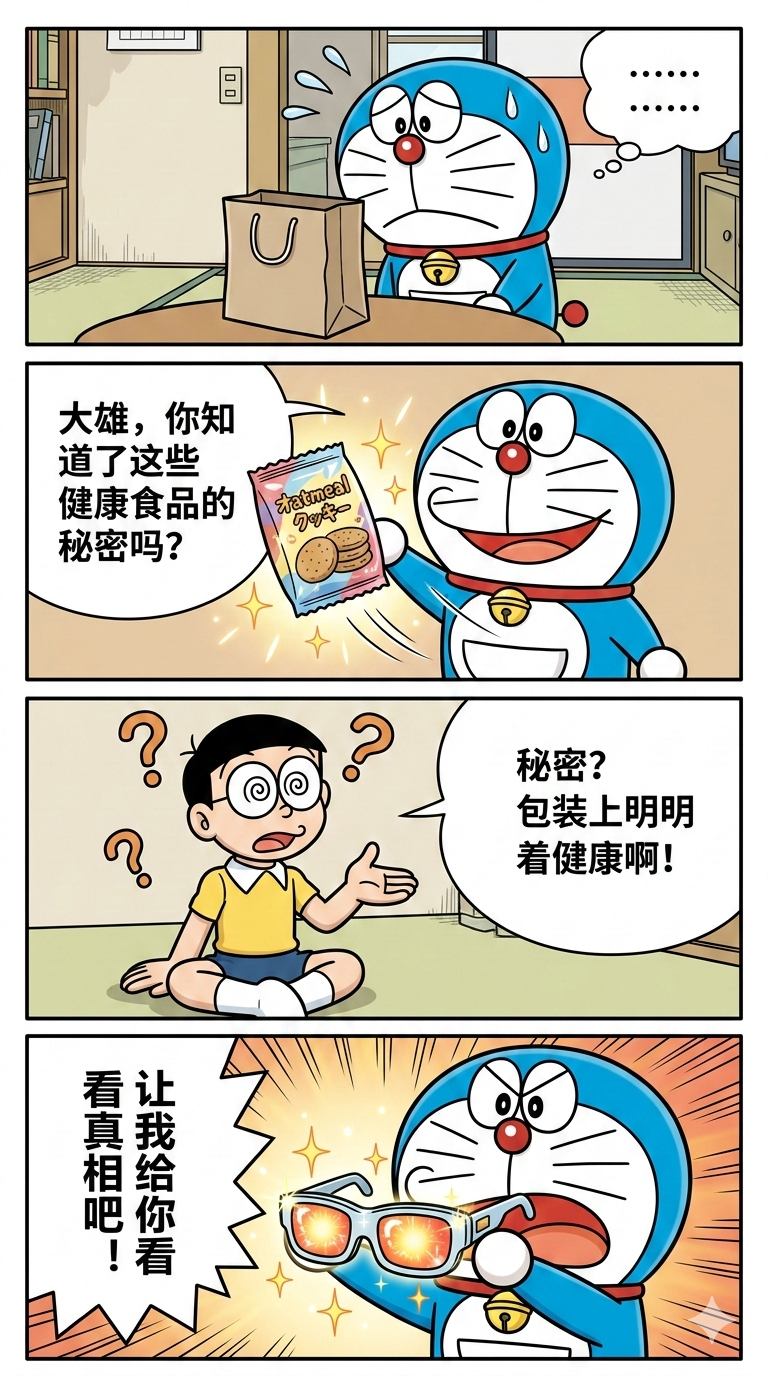 ……
……
大雄，你知
道了这些
健康食品的
秘密吗？
oatmeal
クッキー
秘密？
包装上明明
着健康啊！
让我给你看
看真相吧！